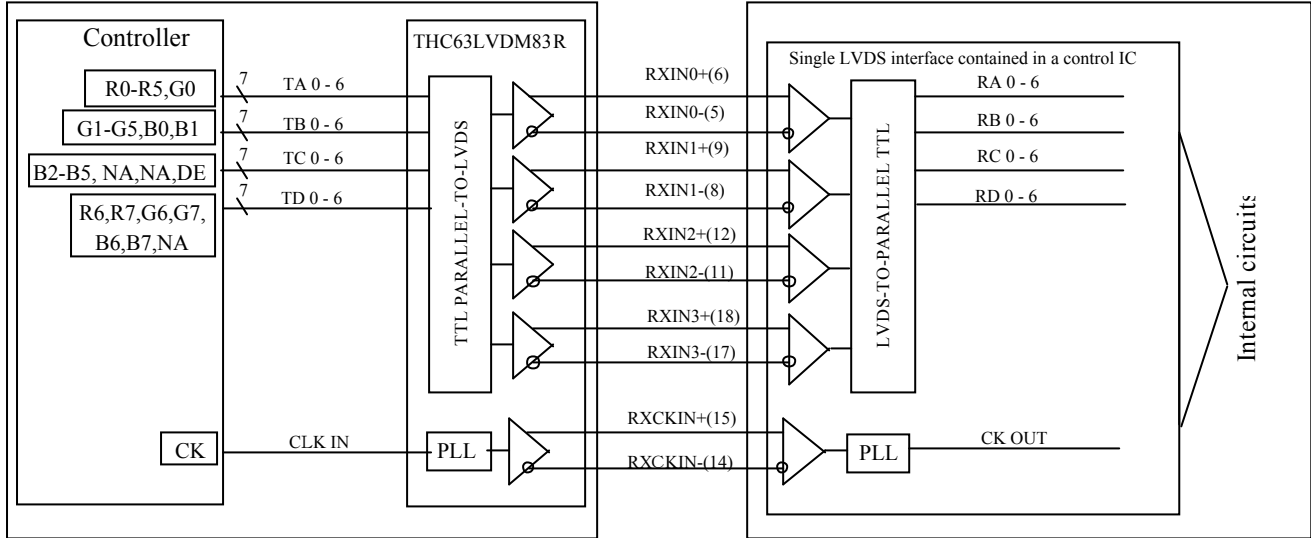 Controller
R0-R5,G0
G1-G5,B0,B1
B2-B5, NA,NA,DE
R6,R7,G6,G7,
B6,B7,NA
CK
7
TA 0 - 6
7
TB 0 - 6
7
TC 0 - 6
7
TD 0 - 6
CLK IN
THC63LVDM83R
TTL PARALLEL-TO-LVDS
PLL
RXIN0+(6)
RXIN0-(5)
RXIN1+(9)
RXIN1-(8)
RXIN2+(12)
RXIN2-(11)
RXIN3+(18)
RXIN3-(17)
RXCKIN+(15)
RXCKIN-(14)
Single LVDS interface contained in a control IC
LVDS-TO-PARALLEL TTL
PLL
RA 0 - 6
RB 0 - 6
RC 0 - 6
RD 0 - 6
CK OUT
Internal circuits